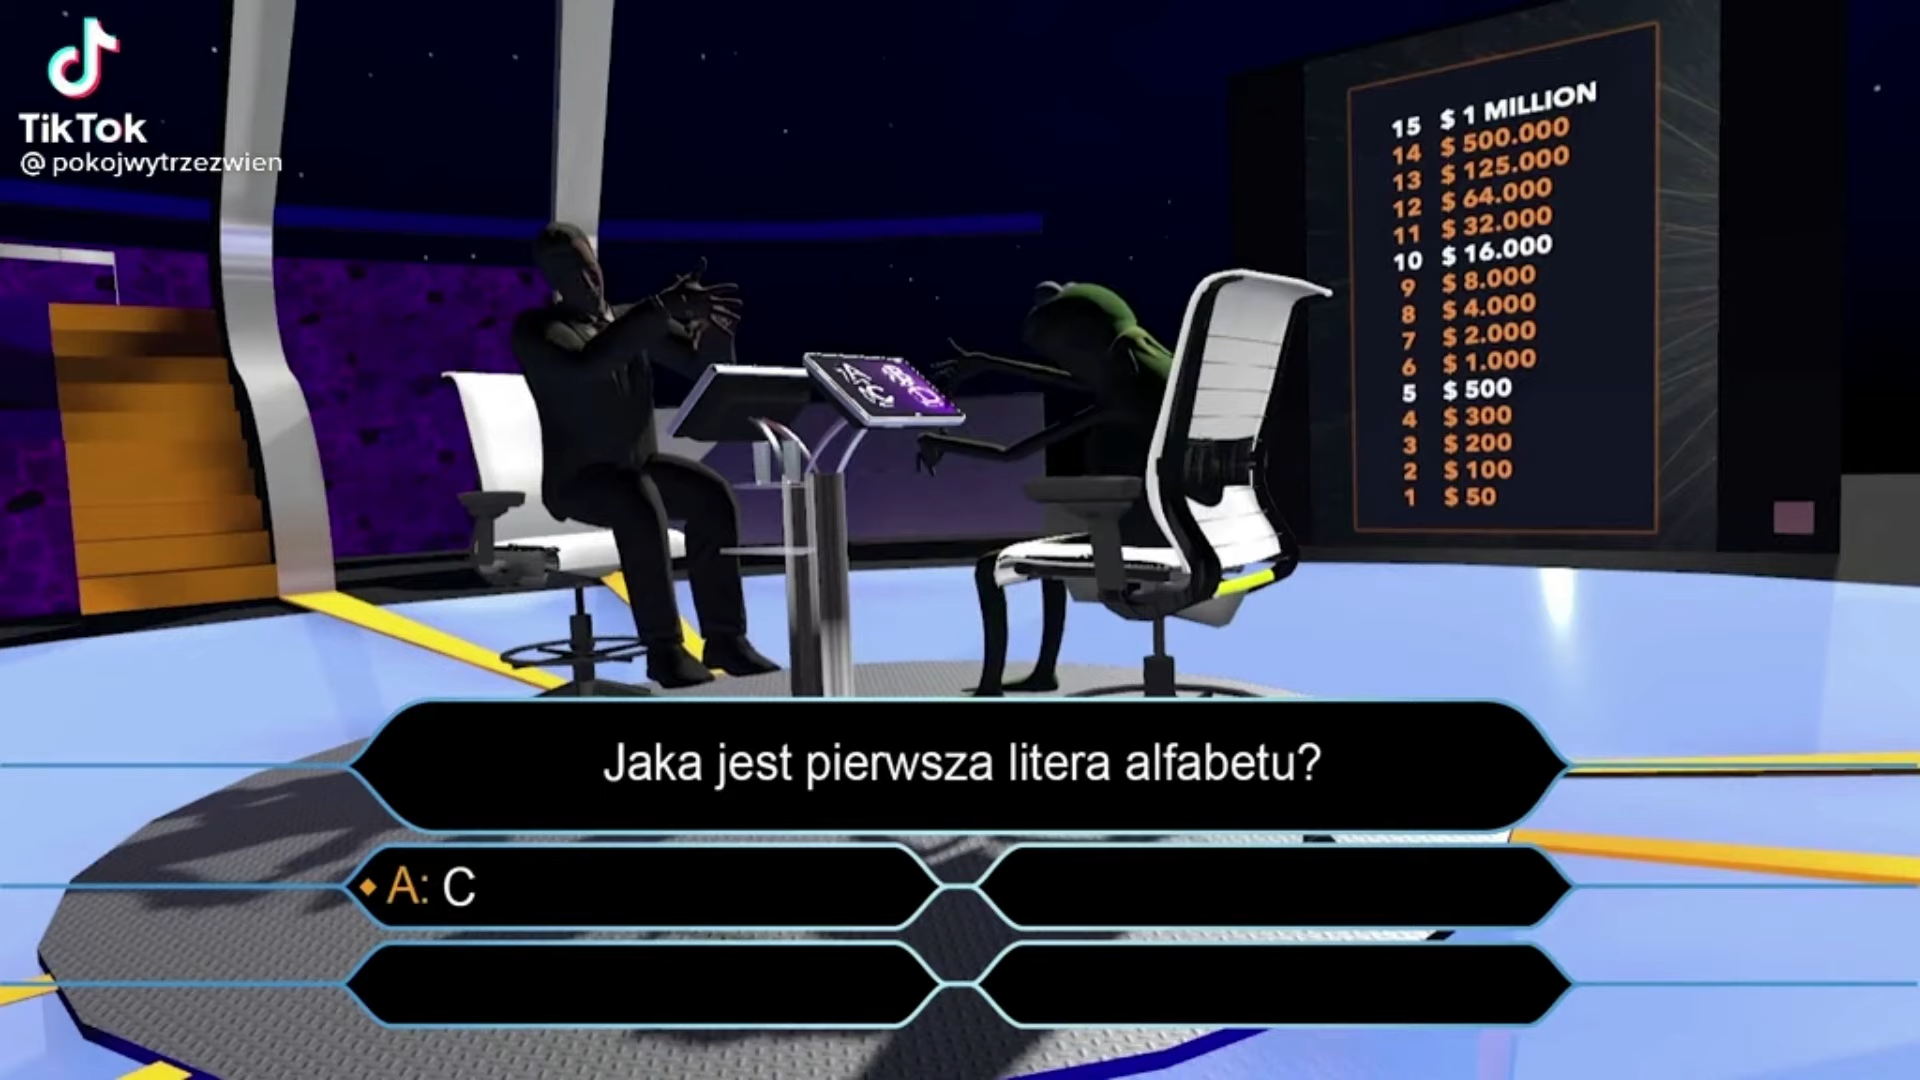 TikTok
@ pokojwytrzezwien
15 $ 1 MILLION
14 $ 500.000
13 $ 125.000
12 $ 64.000
11 $ 32.000
10 $ 16.000
9 $ 8.000
8 $ 4.000
7 $ 2.000
6 $ 1.000
5 $ 500
4 $ 300
3 $ 200
2 $ 100
1 $ 50
Jaka jest pierwsza litera alfabetu?
A: C